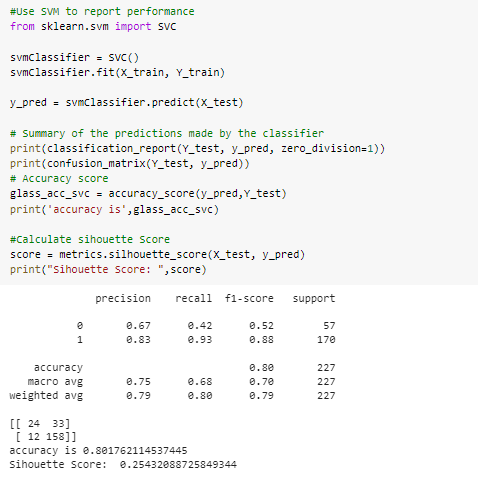 #Use SVM to report performance
from sklearn.svm import SVC
svmClassifier = SVC()
svmClassifier.fit(X_train, Y_train)
y_pred = svmClassifier.predict(X_test)
# Summary of the predictions made by the classifier
print(classification_report(Y_test, y_pred, zero_division=1))
print(confusion_matrix(Y_test, y_pred))
# Accuracy score
glass_acc_svc = accuracy_score(y_pred,Y_test)
print('accuracy is',glass_acc_svc)
#Calculate sihouette Score
score = metrics.silhouette_score(X_test, y_pred)
print("Sihouette Score: ",score)
precision recall f1-score support
0 0.67 0.42 0.52 57
1 0.83 0.93 0.88 170
accuracy 0.80 227
macro avg 0.75 0.68 0.70 227
weighted avg 0.79 0.80 0.79 227
[[ 24 33]
[ 12 158]]
accuracy is 0.801762114537445
Sihouette Score: 0.25432088725849344